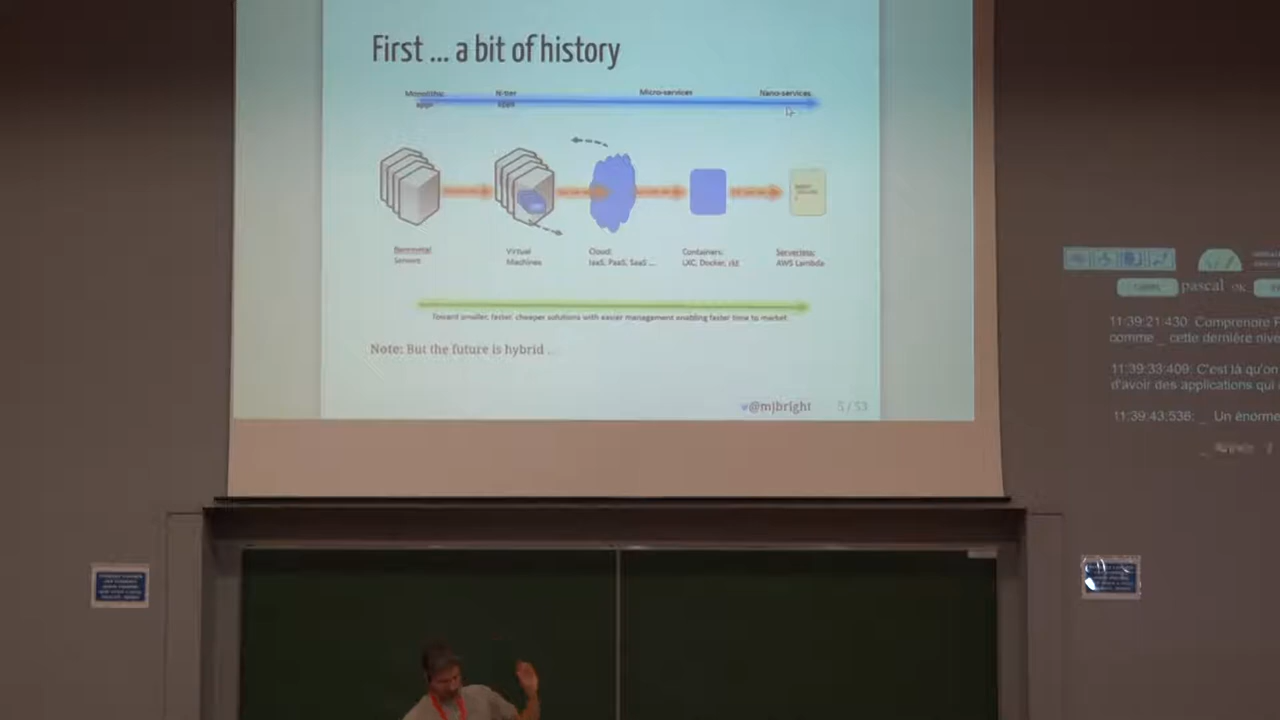 First ... a bit of history
Monolithic
apps
N-tier
apps
Micro-services
Nano-services
Baremetal
Servers
Virtual
Machines
Cloud:
IaaS, PaaS, SaaS ...
Containers:
LXC, Docker, rkt
Serverless:
AWS Lambda
Toward smaller, faster, cheaper solutions with easier management enabling faster time to market
Note: But the future is hybrid ..
@mjbright
5 / 53
pascal OK
11:39:21:430: Comprendre
comme _ cette dernière
11:39:33:409: C'est là qu'on
d'avoir des applications qui
11:39:43:536: _ Un énorme